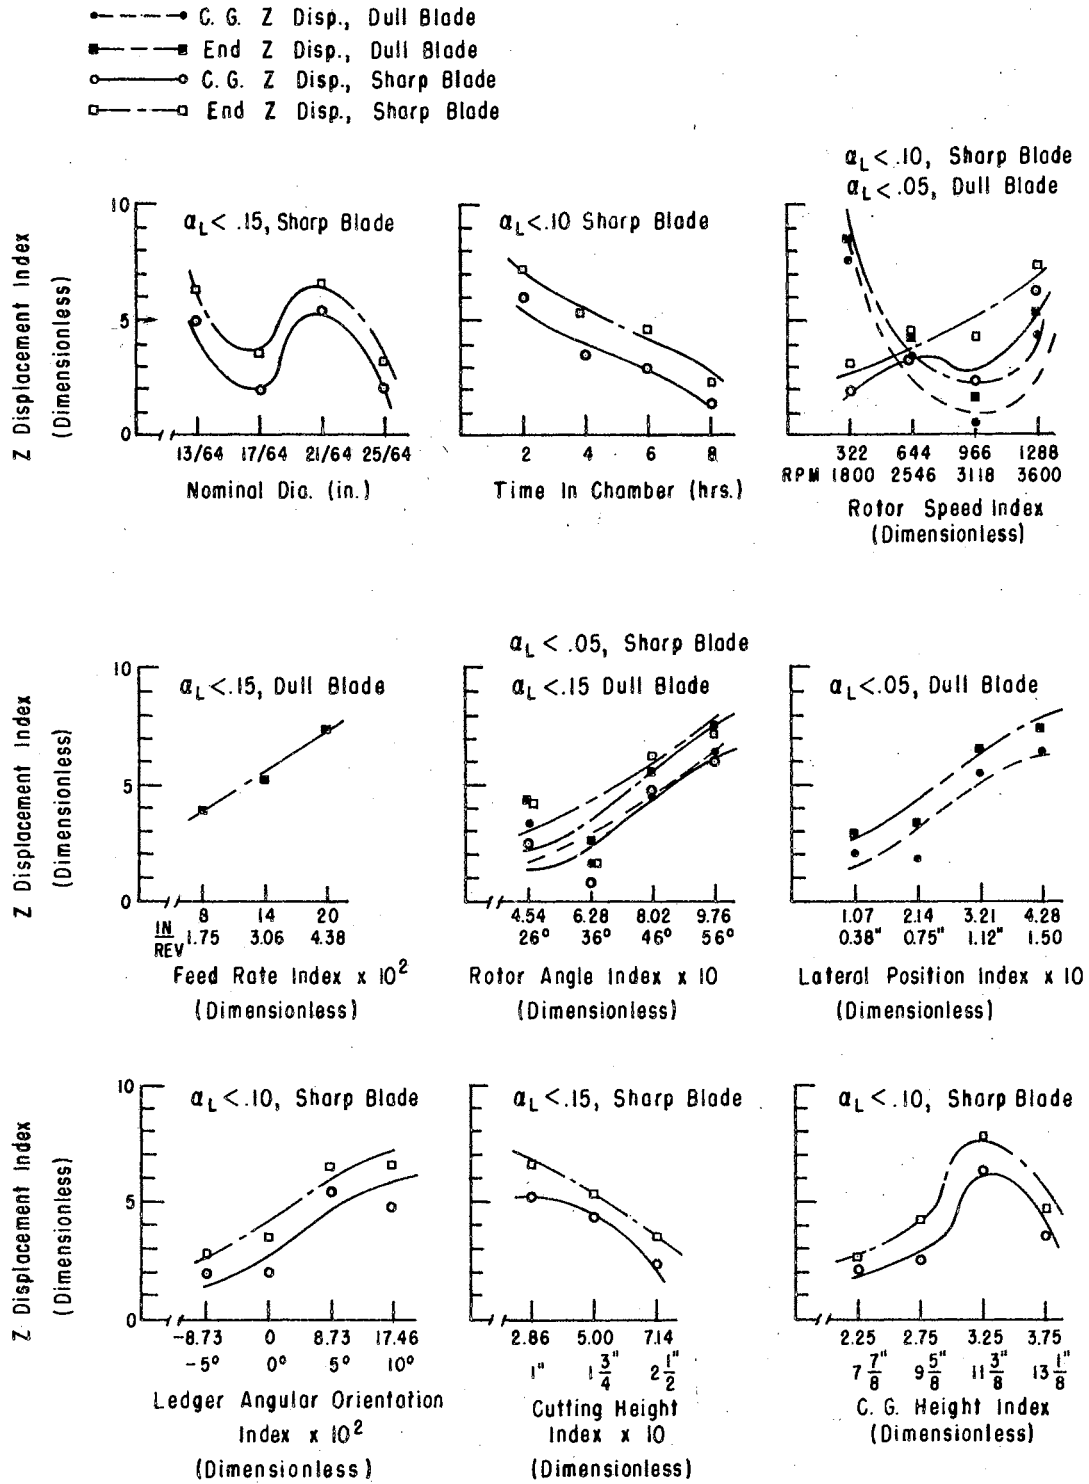 C. G. Z Disp., Dull Blade
End Z Disp., Dull Blade
C. G. Z Disp., Sharp Blade
End Z Disp., Sharp Blade
Z Displacement Index
(Dimensionless)
10
5
0
α_L < .15, Sharp Blade
13/64 17/64 21/64 25/64
Nominal Dia. (in.)
α_L < .10 Sharp Blade
2 4 6 8
Time In Chamber (hrs.)
α_L < .10, Sharp Blade
α_L < .05, Dull Blade
322 644 966 1288
RPM 1800 2546 3118 3600
Rotor Speed Index
(Dimensionless)
Z Displacement Index
(Dimensionless)
10
5
0
α_L < .15, Dull Blade
8 14 20
IN/REV 1.75 3.06 4.38
Feed Rate Index x 10²
(Dimensionless)
α_L < .05, Sharp Blade
α_L < .15 Dull Blade
4.54 6.28 8.02 9.76
26° 36° 46° 56°
Rotor Angle Index x 10
(Dimensionless)
α_L < .05, Dull Blade
1.07 2.14 3.21 4.28
0.38" 0.75" 1.12" 1.50
Lateral Position Index x 10
(Dimensionless)
Z Displacement Index
(Dimensionless)
10
5
0
α_L < .10, Sharp Blade
-8.73 0 8.73 17.46
-5° 0° 5° 10°
Ledger Angular Orientation
Index x 10²
(Dimensionless)
α_L < .15, Sharp Blade
2.86 5.00 7.14
1" 1 3/4" 2 1/2"
Cutting Height
Index x 10
(Dimensionless)
α_L < .10, Sharp Blade
2.25 2.75 3.25 3.75
7 7/8" 9 5/8" 11 3/8" 13 1/8"
C. G. Height Index
(Dimensionless)